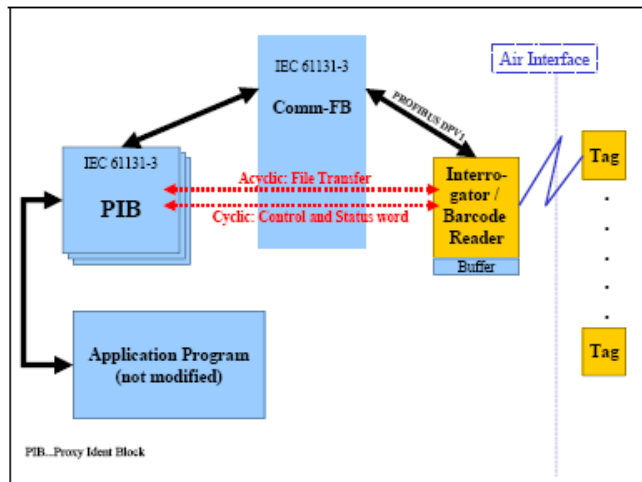 IEC 61131-3
Comm-FB
Air Interface
PROFIBUS DPV1
IEC 61131-3
PIB
Acyclic: File Transfer
Cyclic: Control and Status word
Interro-
gator /
Barcode
Reader
Buffer
Tag
Tag
Application Program
(not modified)
PIB...Proxy Ident Block